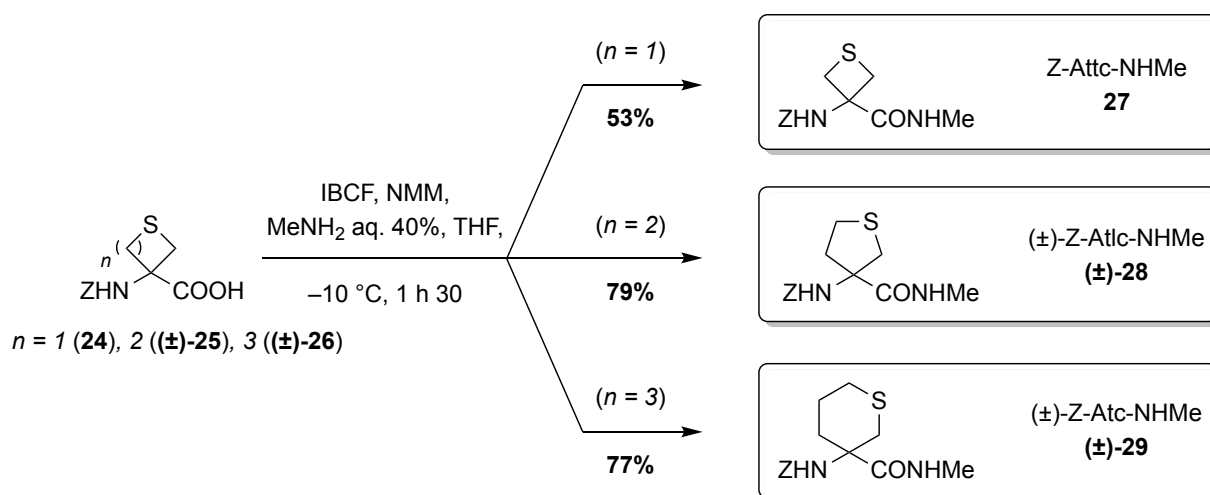 S
n
ZHN COOH
n = 1 (24), 2 ((±)-25), 3 ((±)-26)
IBCF, NMM,
MeNH2 aq. 40%, THF,
–10 °C, 1 h 30
(n = 1)
53%
S
ZHN CONHMe
Z-Attc-NHMe
27
(n = 2)
79%
S
ZHN CONHMe
(±)-Z-Atlc-NHMe
(±)-28
(n = 3)
77%
S
ZHN CONHMe
(±)-Z-Atc-NHMe
(±)-29